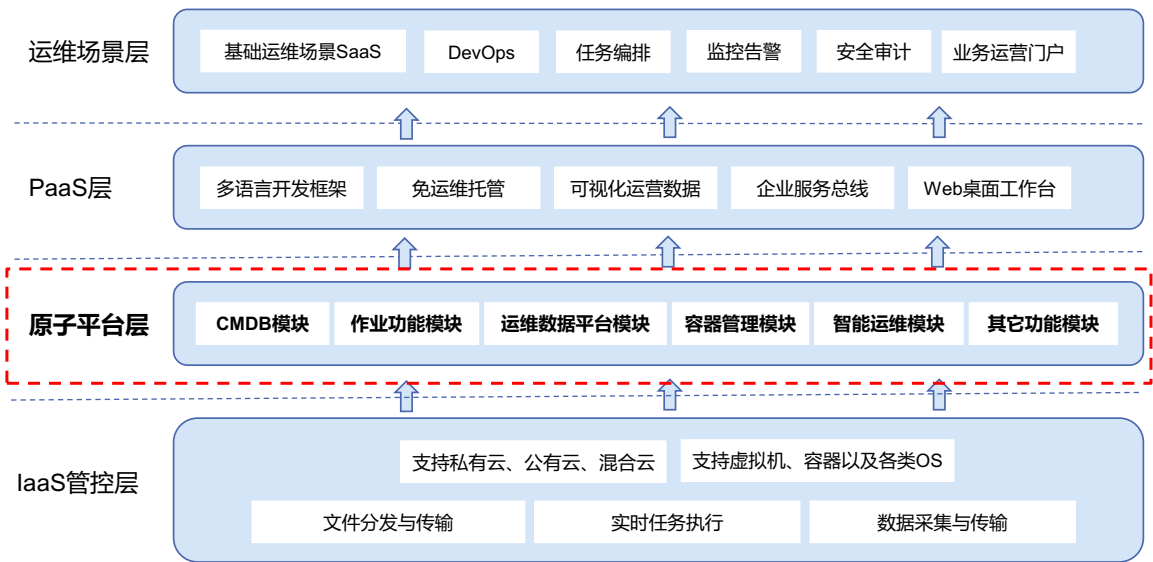 运维场景层
基础运维场景SaaS
DevOps
任务编排
监控告警
安全审计
业务运营门户
PaaS层
多语言开发框架
免运维托管
可视化运营数据
企业服务总线
Web桌面工作台
原子平台层
CMDB模块
作业功能模块
运维数据平台模块
容器管理模块
智能运维模块
其它功能模块
IaaS管控层
支持私有云、公有云、混合云
支持虚拟机、容器以及各类OS
文件分发与传输
实时任务执行
数据采集与传输